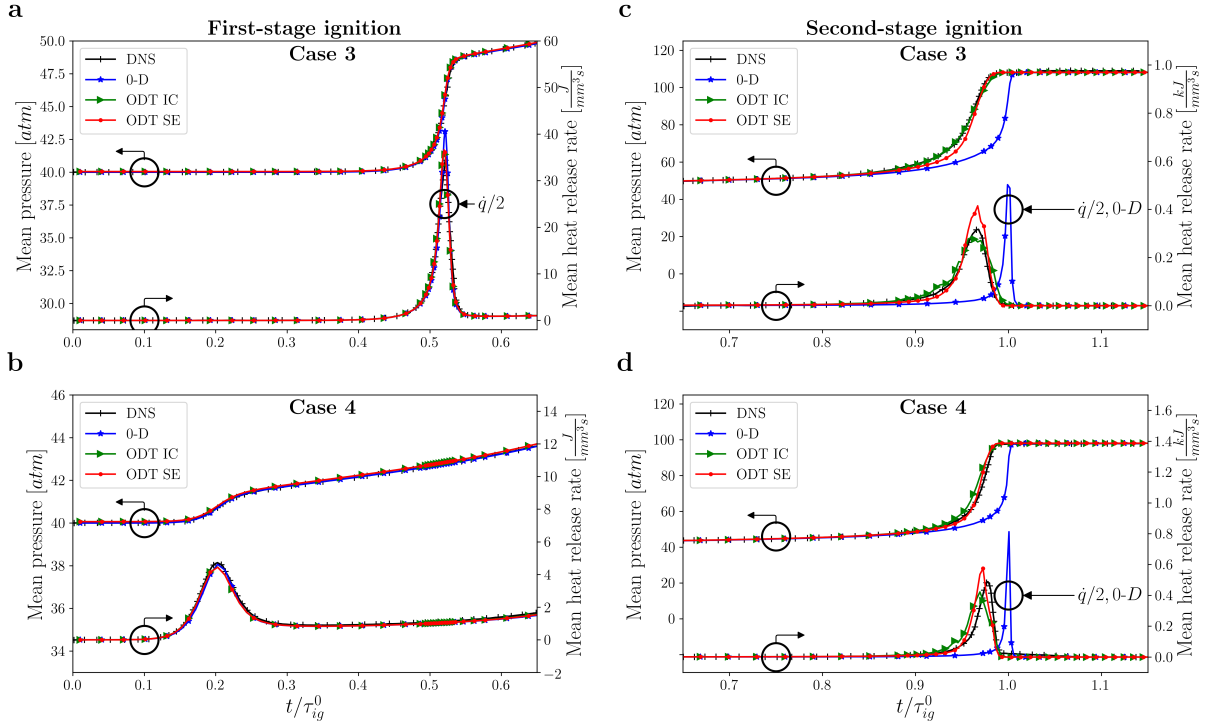 a
First-stage ignition
Case 3
DNS
0-D
ODT IC
ODT SE
q̇/2
Mean pressure [atm]
50.0
47.5
45.0
42.5
40.0
37.5
35.0
32.5
30.0
60
50
40
30
20
10
0
Mean heat release rate [J/mm³s]
0.0 0.1 0.2 0.3 0.4 0.5 0.6
c
Second-stage ignition
Case 3
DNS
0-D
ODT IC
ODT SE
q̇/2, 0-D
Mean pressure [atm]
120
100
80
60
40
20
0
1.0
0.8
0.6
0.4
0.2
0.0
Mean heat release rate [kJ/mm³s]
0.7 0.8 0.9 1.0 1.1
b
Case 4
DNS
0-D
ODT IC
ODT SE
Mean pressure [atm]
46
44
42
40
38
36
34
14
12
10
8
6
4
2
0
−2
Mean heat release rate [J/mm³s]
0.0 0.1 0.2 0.3 0.4 0.5 0.6
t/τ⁰ig
d
Case 4
DNS
0-D
ODT IC
ODT SE
q̇/2, 0-D
Mean pressure [atm]
120
100
80
60
40
20
0
1.6
1.4
1.2
1.0
0.8
0.6
0.4
0.2
0.0
Mean heat release rate [kJ/mm³s]
0.7 0.8 0.9 1.0 1.1
t/τ⁰ig